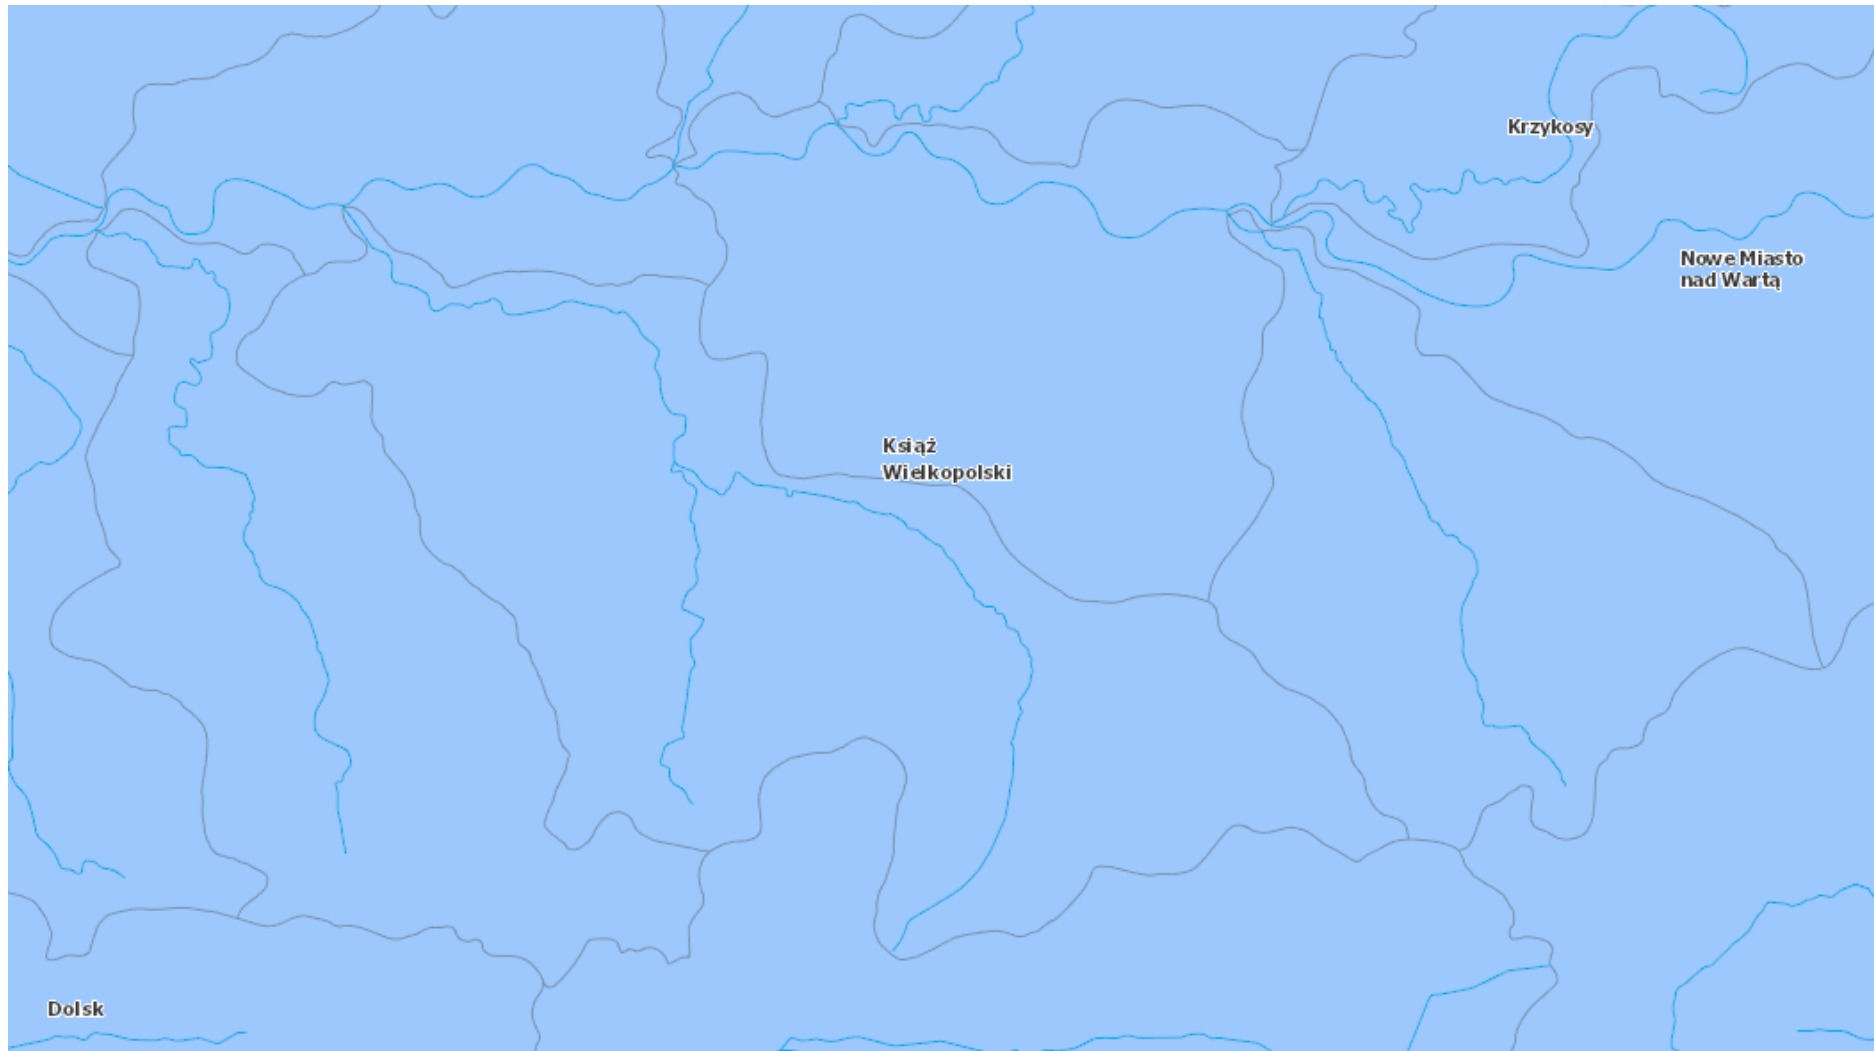 Krzykosy
Nowe Miasto
nad Wartą
Książ
Wielkopolski
Dolsk